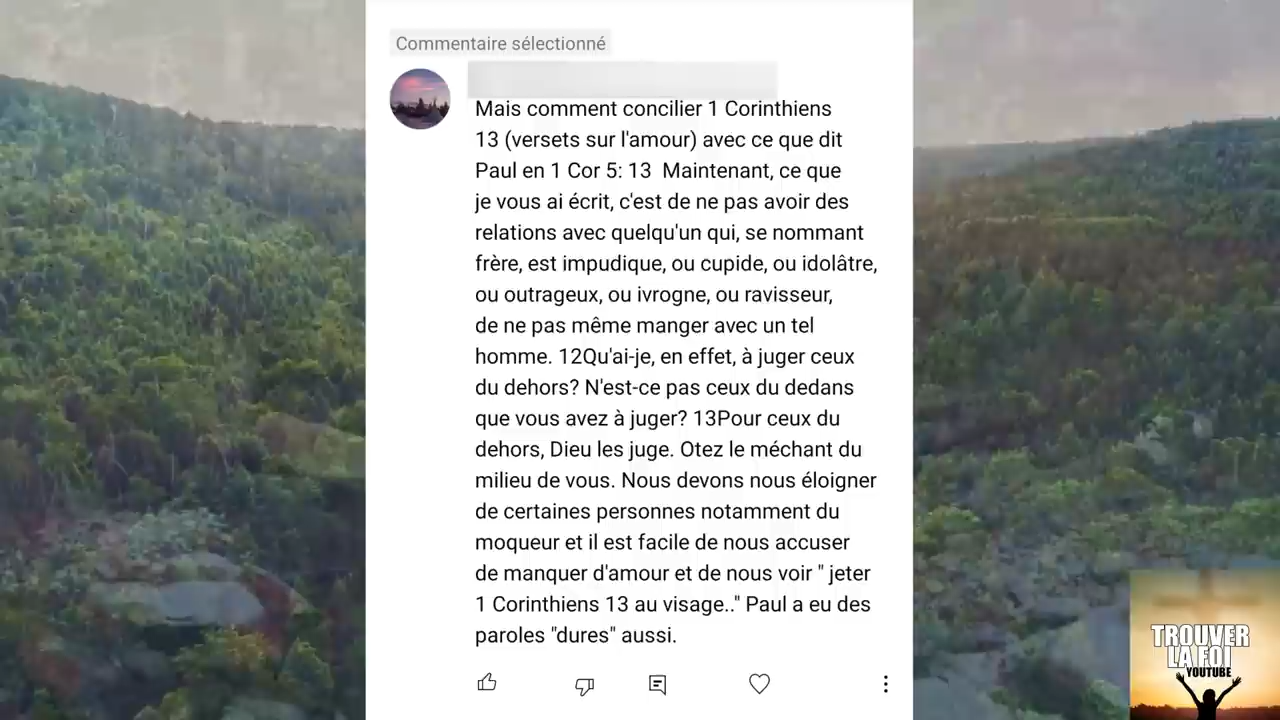 Commentaire sélectionné
Mais comment concilier 1 Corinthiens
13 (versets sur l'amour) avec ce que dit
Paul en 1 Cor 5: 13  Maintenant, ce que
je vous ai écrit, c'est de ne pas avoir des
relations avec quelqu'un qui, se nommant
frère, est impudique, ou cupide, ou idolâtre,
ou outrageux, ou ivrogne, ou ravisseur,
de ne pas même manger avec un tel
homme. 12Qu'ai-je, en effet, à juger ceux
du dehors? N'est-ce pas ceux du dedans
que vous avez à juger? 13Pour ceux du
dehors, Dieu les juge. Otez le méchant du
milieu de vous. Nous devons nous éloigner
de certaines personnes notamment du
moqueur et il est facile de nous accuser
de manquer d'amour et de nous voir " jeter
1 Corinthiens 13 au visage.." Paul a eu des
paroles "dures" aussi.
TROUVER
LA FOI
YOUTUBE